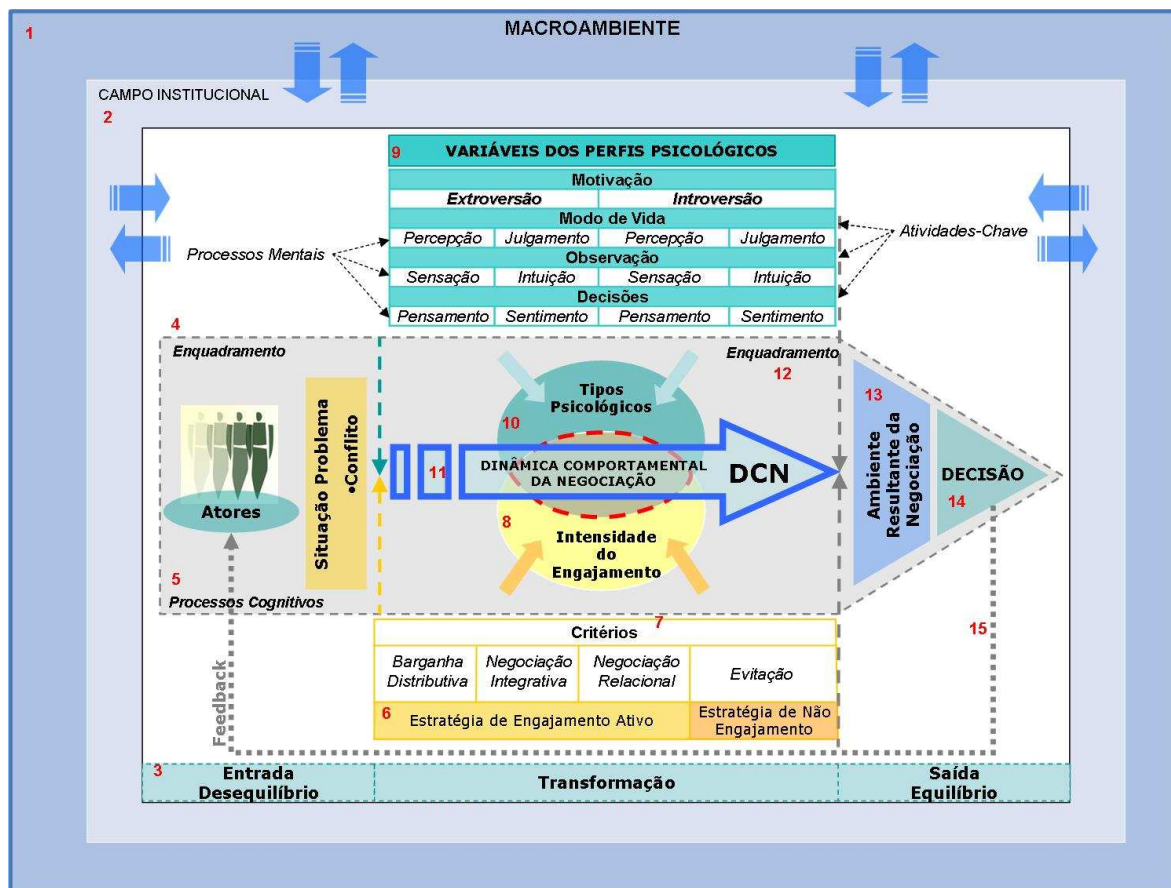 1
MACROAMBIENTE
CAMPO INSTITUCIONAL
2
9
VARIÁVEIS DOS PERFIS PSICOLÓGICOS
Motivação
Extroversão Introversão
Modo de Vida
Percepção Julgamento Percepção Julgamento
Observação
Sensação Intuição Sensação Intuição
Decisões
Pensamento Sentimento Pensamento Sentimento
Processos Mentais
Atividades-Chave
4
Enquadramento
Enquadramento
12
Atores
Situação Problema
•Conflito
5
Processos Cognitivos
Tipos
Psicológicos
10
11
DINÂMICA COMPORTAMENTAL
DA NEGOCIAÇÃO
DCN
8
Intensidade
do
Engajamento
13
Ambiente
Resultante da
Negociação
DECISÃO
14
15
7
Critérios
Barganha
Distributiva
Negociação
Integrativa
Negociação
Relacional
Evitação
6
Estratégia de Engajamento Ativo
Estratégia de Não
Engajamento
Feedback
3
Entrada
Desequilíbrio
Transformação
Saída
Equilíbrio